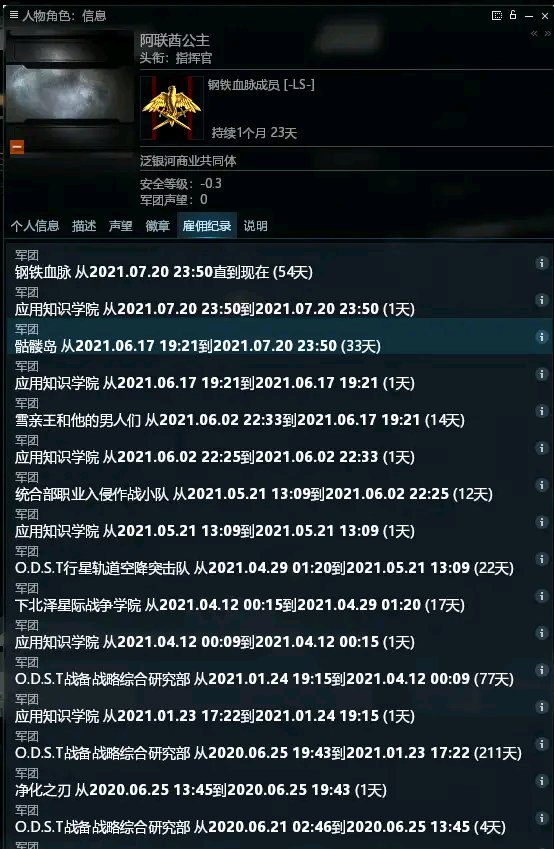 人物角色：信息
阿联酋公主
头衔：指挥官
钢铁血脉成员 [-LS-]
持续1个月 23天
泛银河商业共同体
安全等级：-0.3
军团声望：0
个人信息 描述 声望 徽章 雇佣纪录 说明
军团
钢铁血脉 从2021.07.20 23:50直到现在 (54天)
军团
应用知识学院 从2021.07.20 23:50到2021.07.20 23:50 (1天)
军团
骷髅岛 从2021.06.17 19:21到2021.07.20 23:50 (33天)
军团
应用知识学院 从2021.06.17 19:21到2021.06.17 19:21 (1天)
军团
雪亲王和他的男人们 从2021.06.02 22:33到2021.06.17 19:21 (14天)
军团
应用知识学院 从2021.06.02 22:25到2021.06.02 22:33 (1天)
军团
统合部职业入侵作战小队 从2021.05.21 13:09到2021.06.02 22:25 (12天)
军团
应用知识学院 从2021.05.21 13:09到2021.05.21 13:09 (1天)
军团
O.D.S.T行星轨道空降突击队 从2021.04.29 01:20到2021.05.21 13:09 (22天)
军团
下北泽星际战争学院 从2021.04.12 00:15到2021.04.29 01:20 (17天)
军团
应用知识学院 从2021.04.12 00:09到2021.04.12 00:15 (1天)
军团
O.D.S.T战备战略综合研究部 从2021.01.24 19:15到2021.04.12 00:09 (77天)
军团
应用知识学院 从2021.01.23 17:22到2021.01.24 19:15 (1天)
军团
O.D.S.T战备战略综合研究部 从2020.06.25 19:43到2021.01.23 17:22 (211天)
军团
净化之刃 从2020.06.25 13:45到2020.06.25 19:43 (1天)
军团
O.D.S.T战备战略综合研究部 从2020.06.21 02:46到2020.06.25 13:45 (4天)